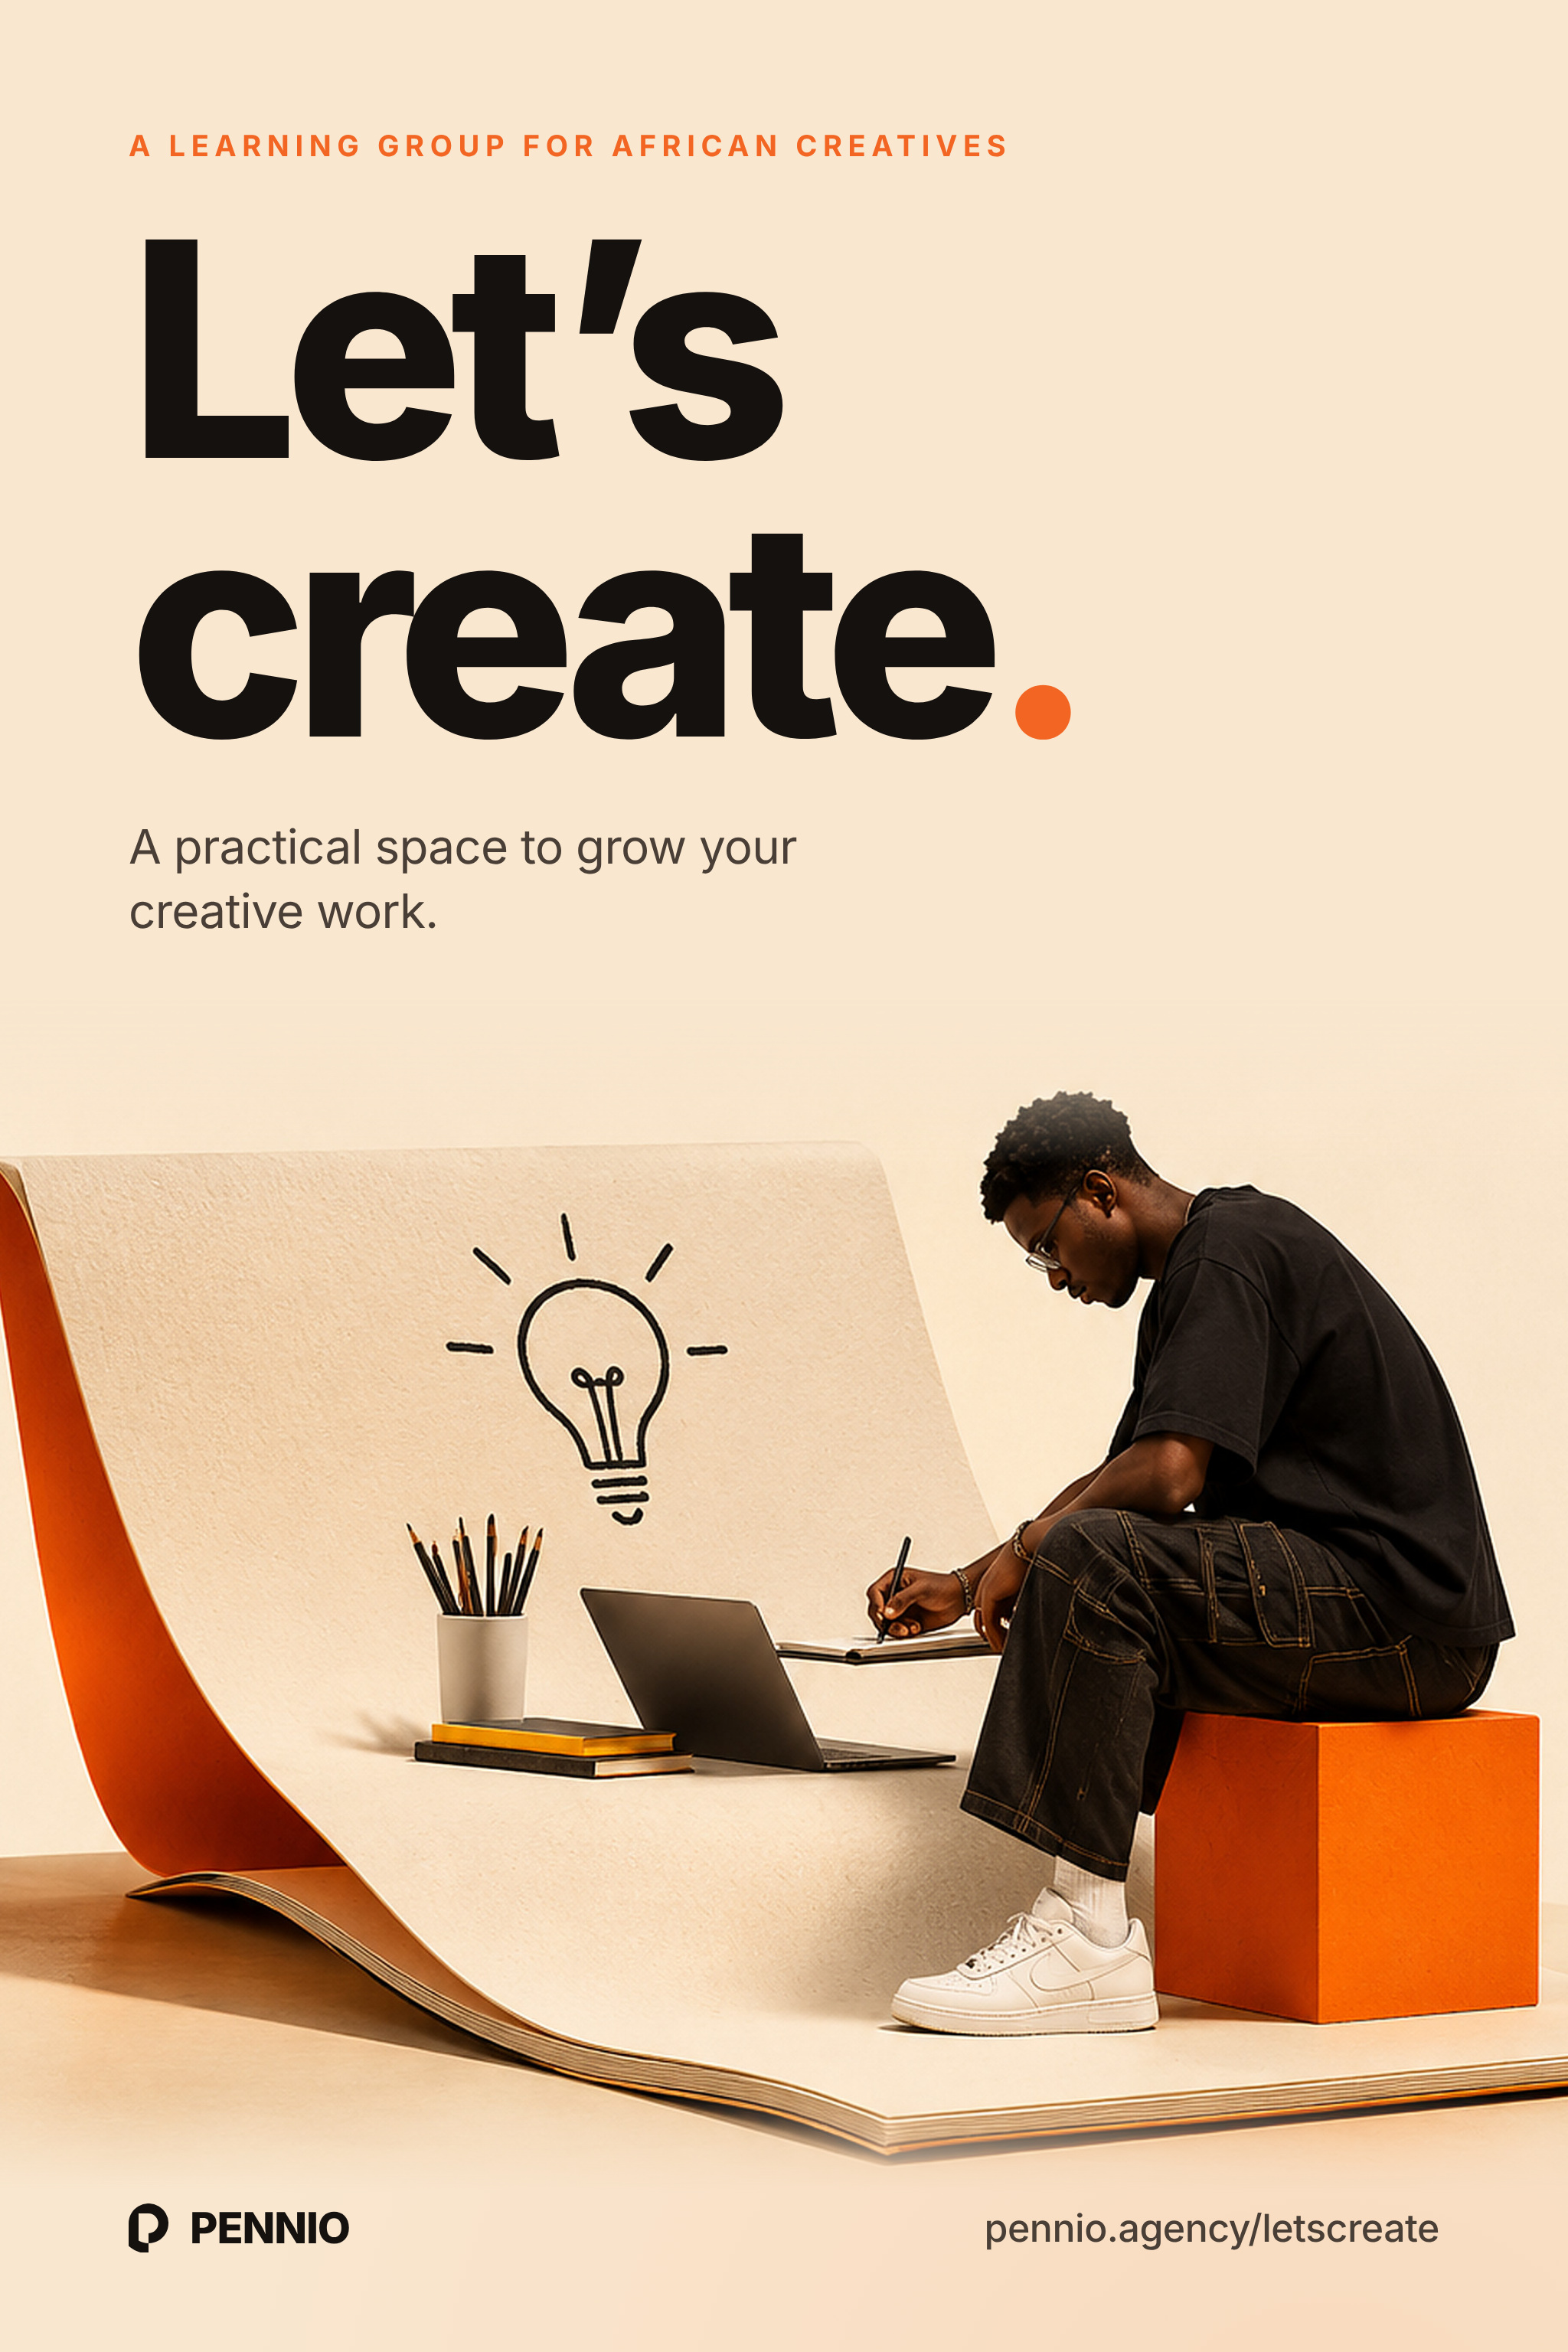 A LEARNING GROUP FOR AFRICAN CREATIVES
Let’s
create.
A practical space to grow your
creative work.
PENNIO
pennio.agency/letscreate